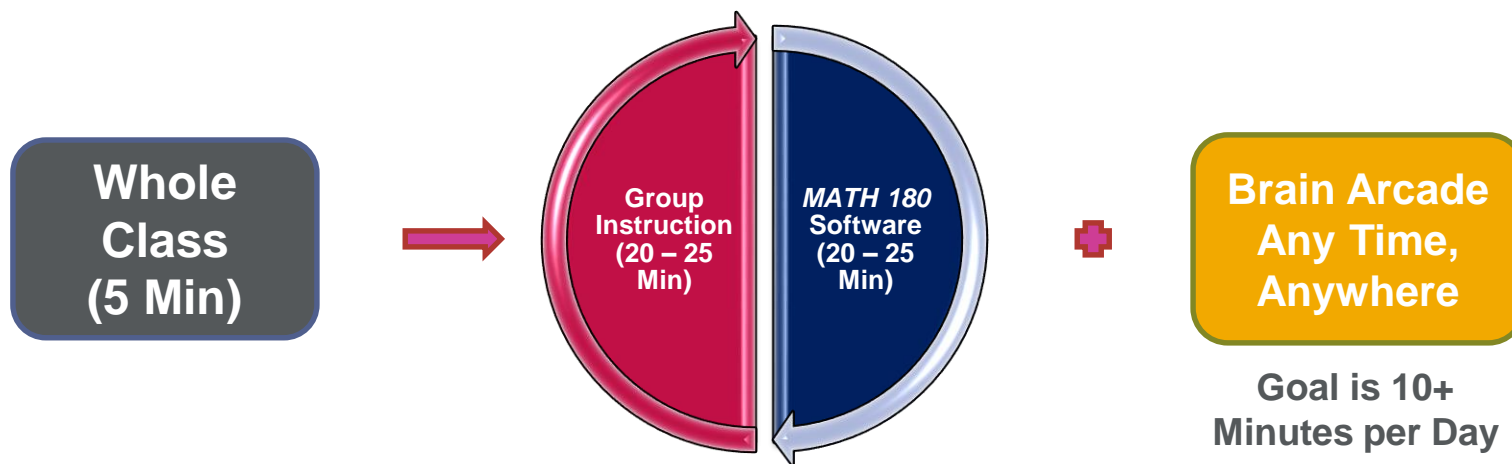 Whole
Class
(5 Min)
Group
Instruction
(20 – 25
Min)
MATH 180
Software
(20 – 25
Min)
Brain Arcade
Any Time,
Anywhere
Goal is 10+
Minutes per Day